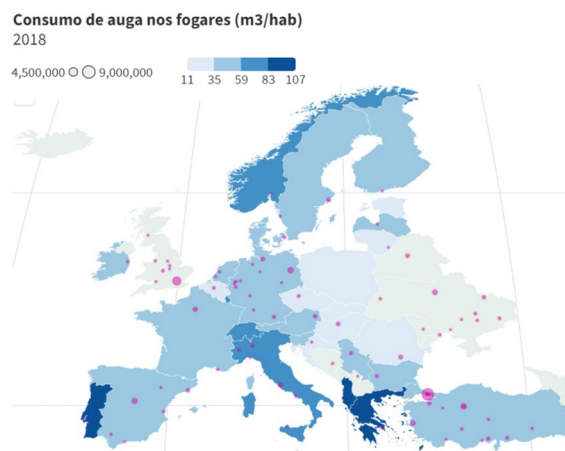 Consumo de auga nos fogares (m3/hab)
2018
4,500,000 9,000,000
11 35 59 83 107